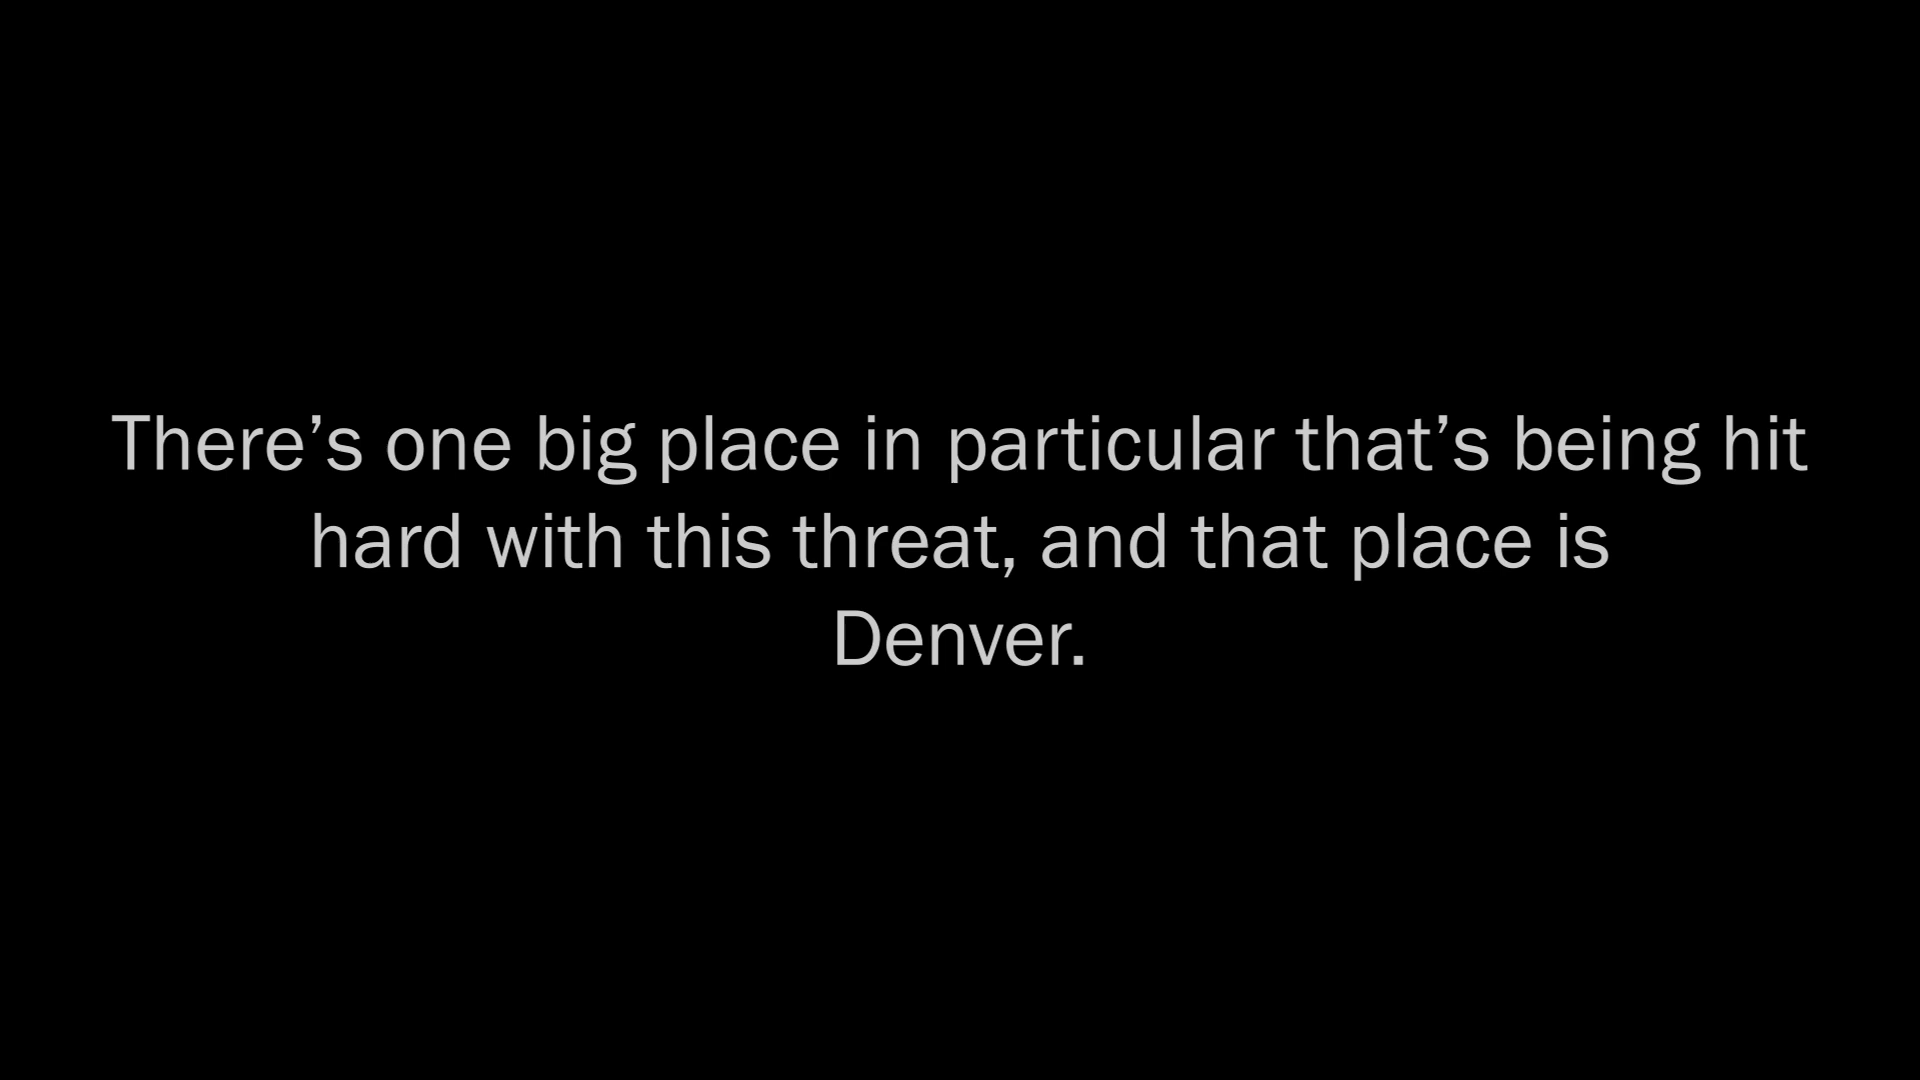 There’s one big place in particular that’s being hit
hard with this threat, and that place is
Denver.